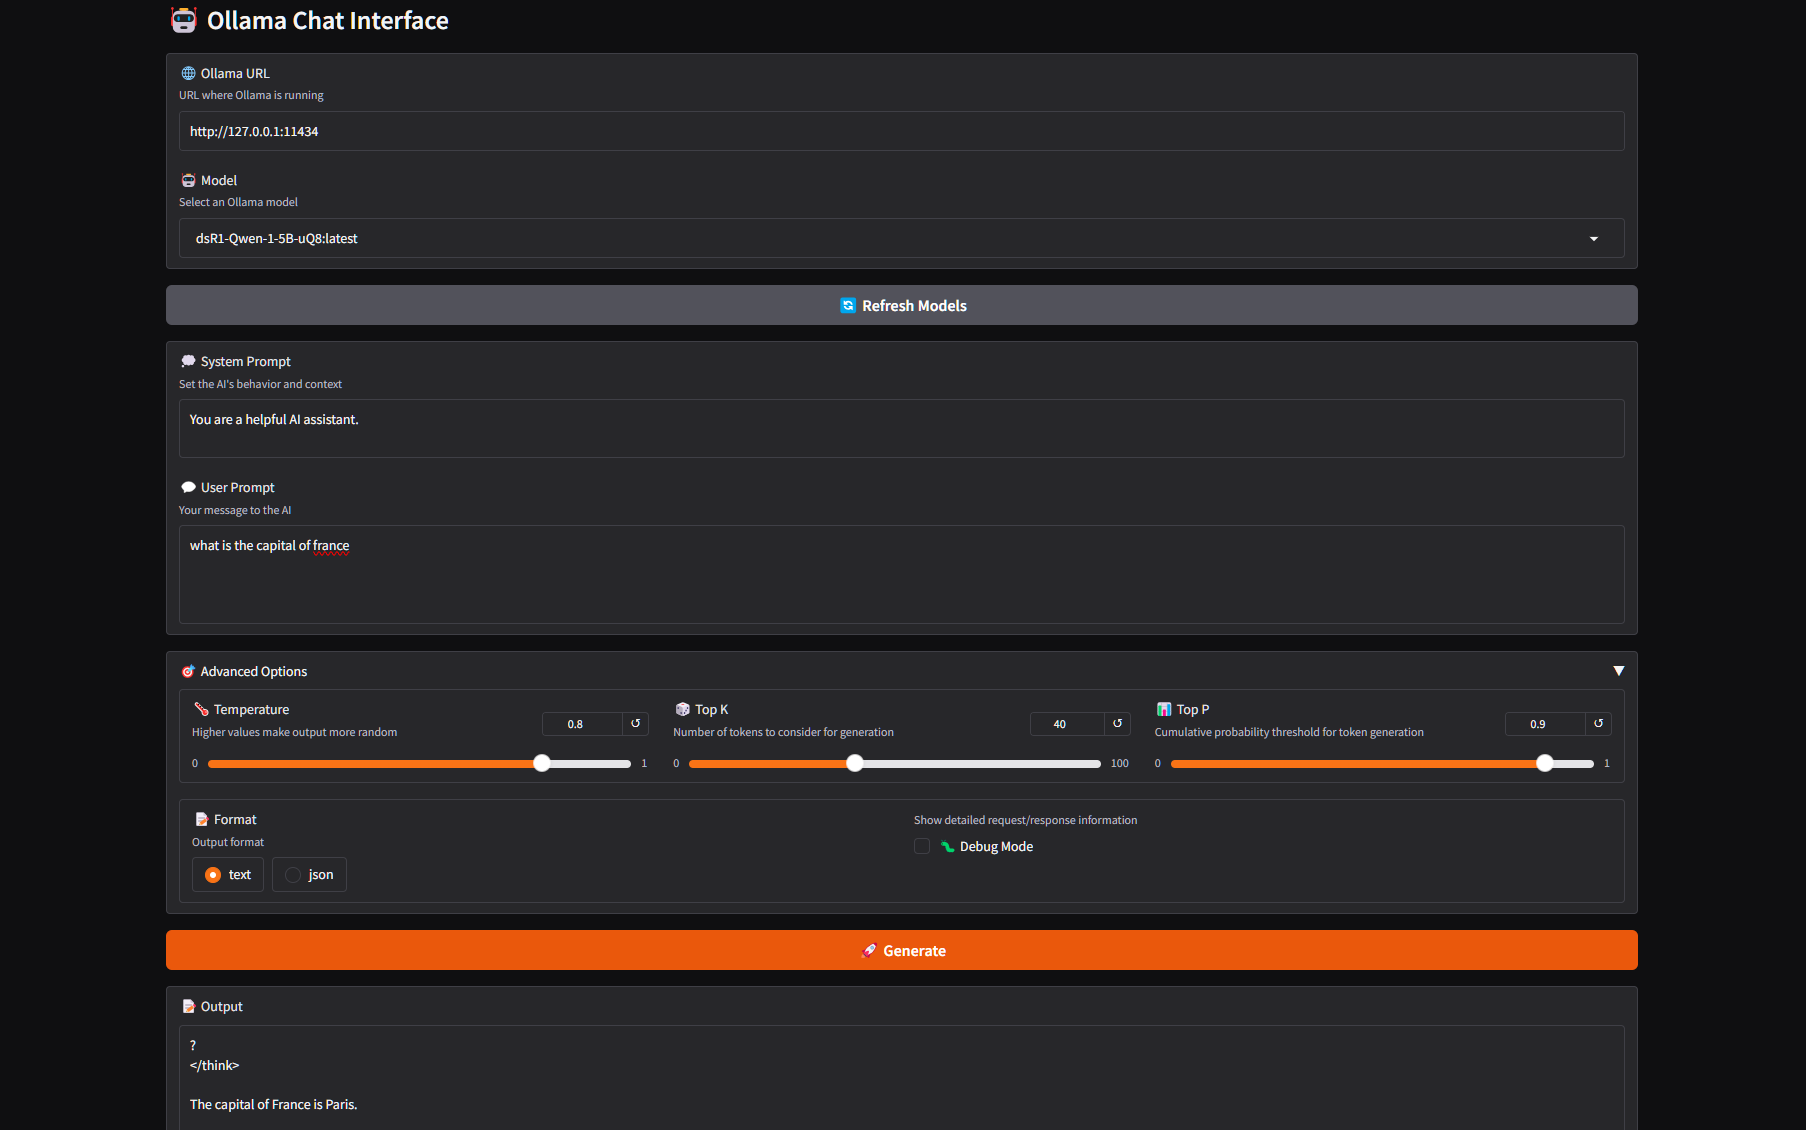 Ollama Chat Interface
Ollama URL
URL where Ollama is running
http://127.0.0.1:11434
Model
Select an Ollama model
dsR1-Qwen-1-5B-uQ8:latest
Refresh Models
System Prompt
Set the AI's behavior and context
You are a helpful AI assistant.
User Prompt
Your message to the AI
what is the capital of france
Advanced Options
Temperature
Higher values make output more random
0.8
0 1
Top K
Number of tokens to consider for generation
40
0 100
Top P
Cumulative probability threshold for token generation
0.9
0 1
Format
Output format
text json
Show detailed request/response information
Debug Mode
Generate
Output
?
</think>
The capital of France is Paris.